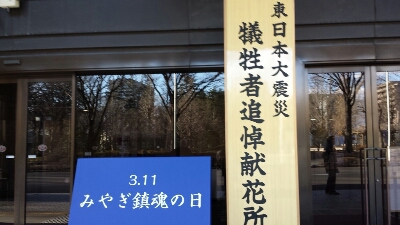 東日本大震災
犠牲者追悼献花所
3.11
みやぎ鎮魂の日